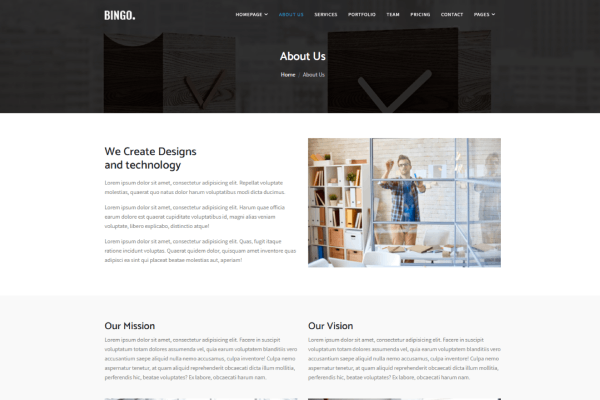 BINGO.
HOMEPAGE ABOUT US SERVICES PORTFOLIO TEAM PRICING CONTACT PAGES
About Us
Home / About Us
We Create Designs
and technology
Lorem ipsum dolor sit amet, consectetur adipisicing elit. Repellat voluptate
molestias, quaerat quo natus dolor harum voluptatibus modi dicta ducimus.
Lorem ipsum dolor sit amet, consectetur adipisicing elit. Harum quae officia
earum dolore est quaerat cupiditate voluptatibus id, magni alias veniam
voluptate, libero explicabo, distinctio atque!
Lorem ipsum dolor sit amet, consectetur adipisicing elit. Quas, fugit itaque
ratione incidunt voluptas. Quaerat quidem dolor, quisquam amet inventore quas
adipisci ex sint qui placeat beatae molestias aut, aperiam!
Our Mission
Lorem ipsum dolor sit amet, consectetur adipisicing elit. Facere in suscipit
voluptatum totam dolores assumenda vel, quia earum voluptatem blanditiis vero
accusantium saepe aliquid nulla nemo accusamus, culpa inventore! Culpa nemo
aspernatur tenetur, at quam aliquid reprehenderit obcaecati dicta illum mollitia,
perferendis hic, beatae voluptates? Ex labore, obcaecati harum nam.
Our Vision
Lorem ipsum dolor sit amet, consectetur adipisicing elit. Facere in suscipit
voluptatum totam dolores assumenda vel, quia earum voluptatem blanditiis vero
accusantium saepe aliquid nulla nemo accusamus, culpa inventore! Culpa nemo
aspernatur tenetur, at quam aliquid reprehenderit obcaecati dicta illum mollitia,
perferendis hic, beatae voluptates? Ex labore, obcaecati harum nam.